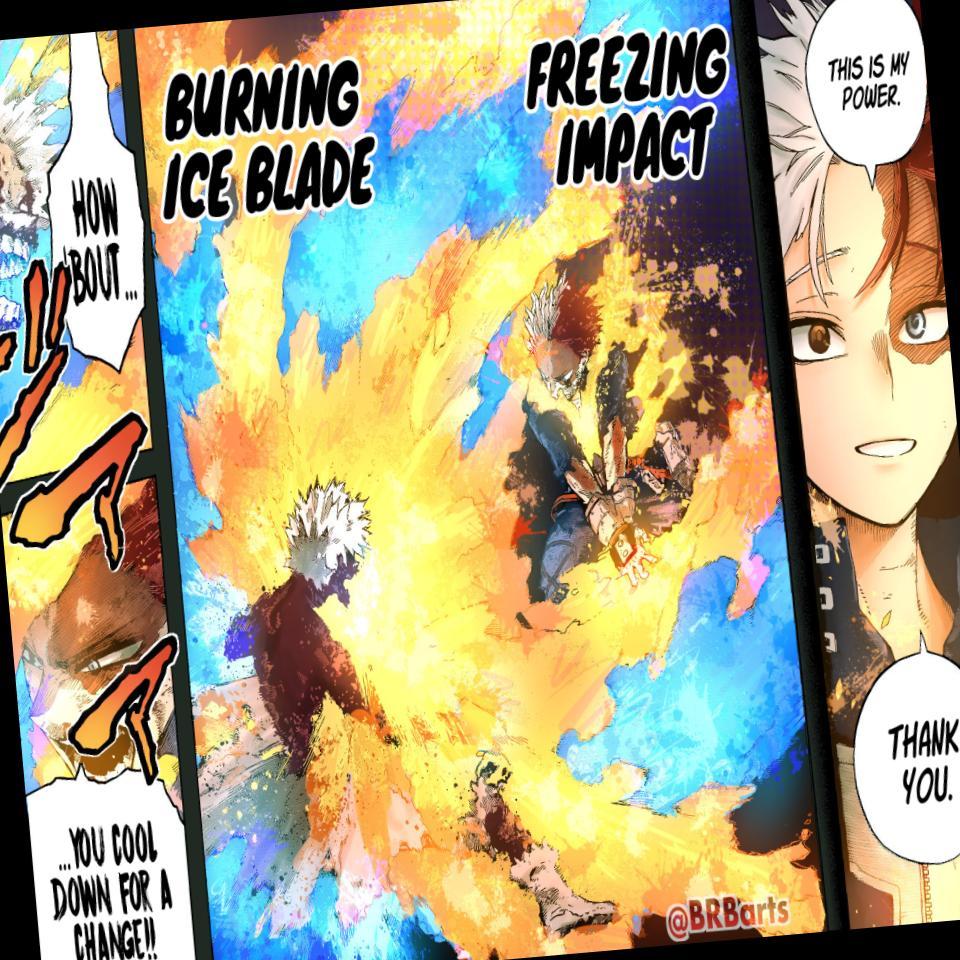 HOW
'BOUT...
...YOU COOL
DOWN FOR A
CHANGE!!
BURNING
ICE BLADE
FREEZING
IMPACT
THIS IS MY
POWER.
THANK
YOU.
@BRBarts